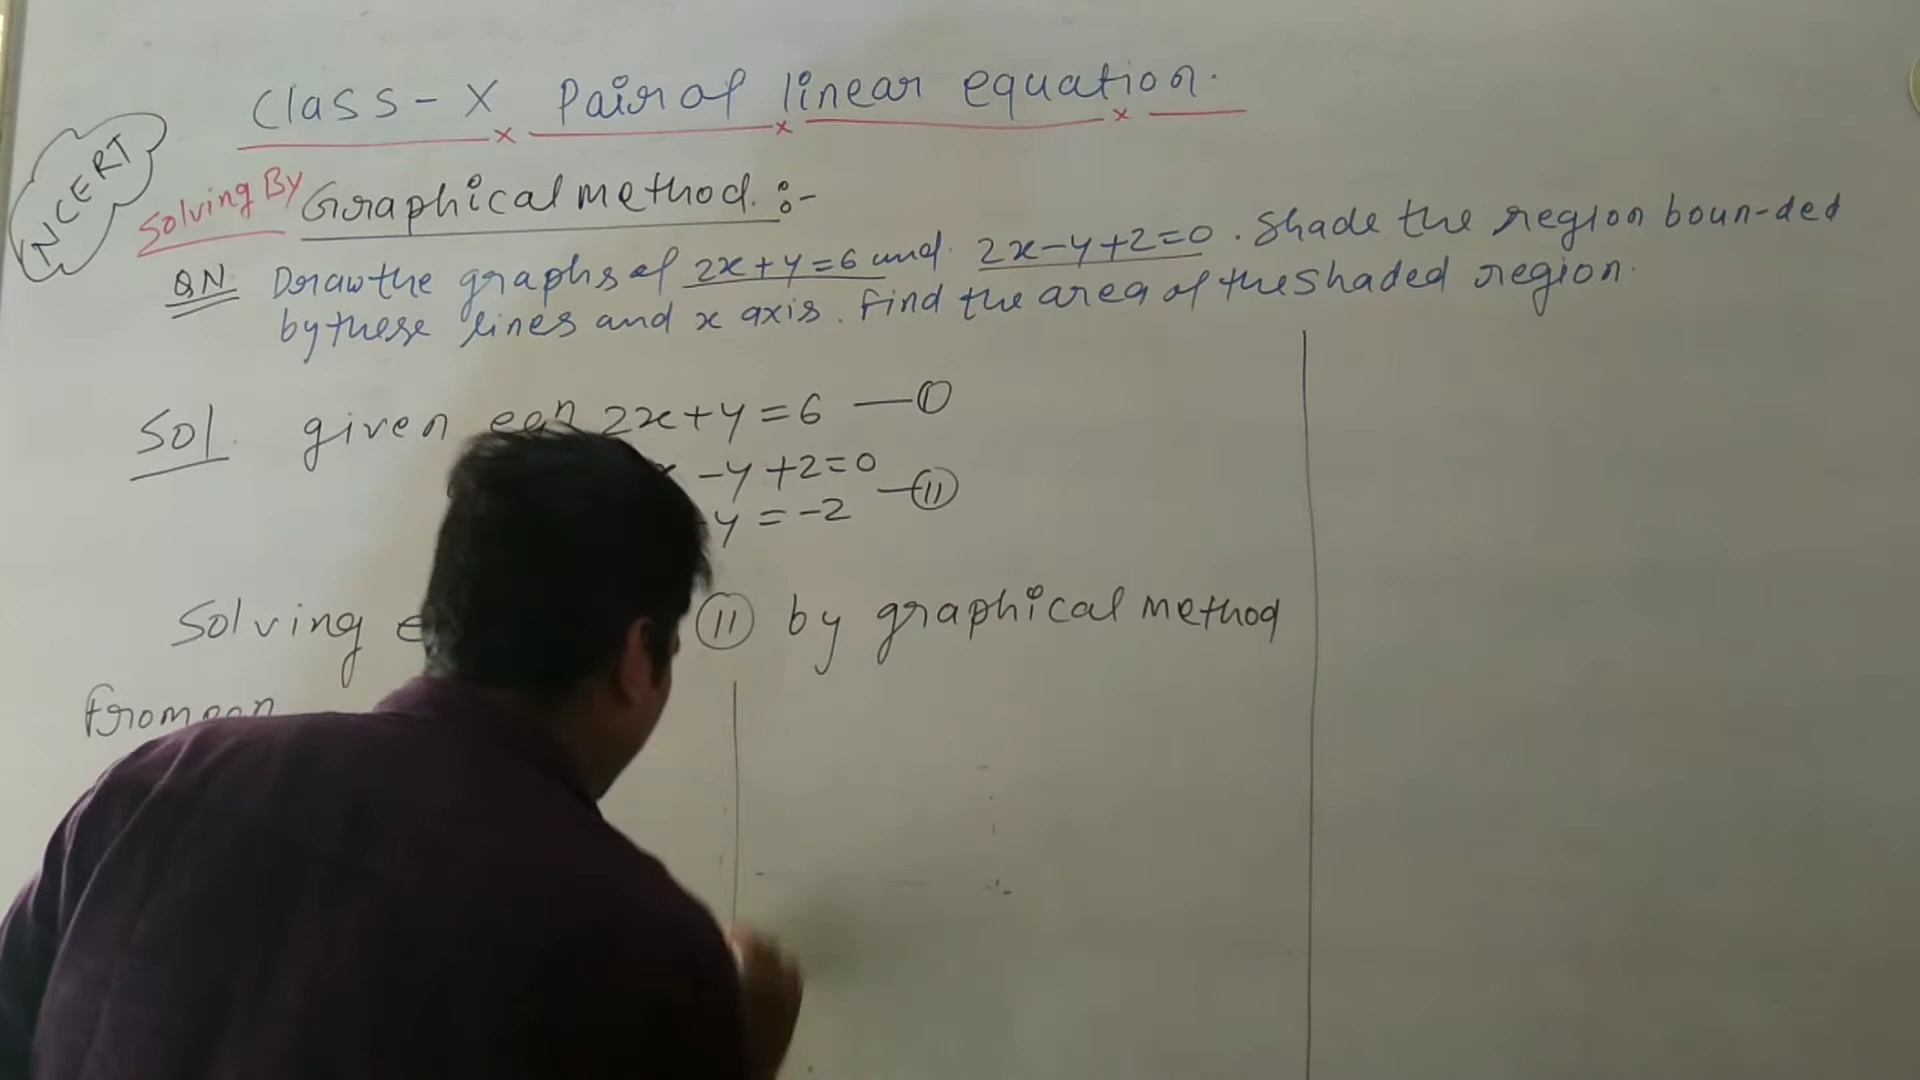 Class - X Pair of linear equation.
NCERT
Solving By Graphical method. :-
QN. Draw the graphs of 2x+y=6 and 2x-y+2=0. Shade the region boun-ded
by these lines and x axis. Find the area of the shaded region.
Sol. given eqn 2x+y=6 —(I)
-y+2=0
y=-2 —(II)
Solving (II) by graphical method
From eqn